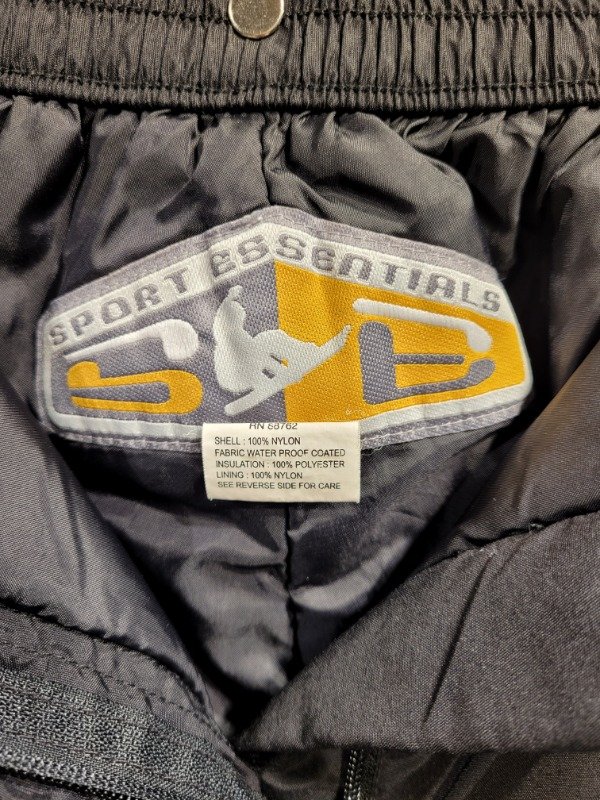 SPORT ESSENTIALS
SE
RN 88762
SHELL : 100% NYLON
FABRIC WATER PROOF COATED
INSULATION : 100% POLYESTER
LINING : 100% NYLON
SEE REVERSE SIDE FOR CARE